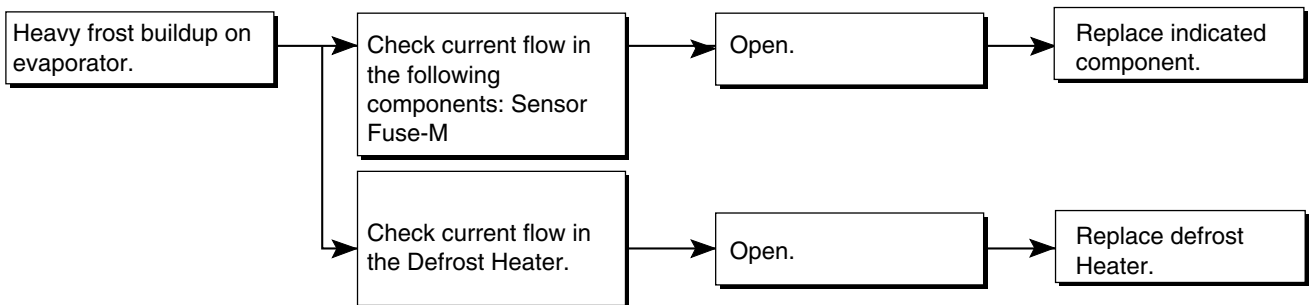 Heavy frost buildup on
evaporator.
Check current flow in
the following
components: Sensor
Fuse-M
Open.
Replace indicated
component.
Check current flow in
the Defrost Heater.
Open.
Replace defrost
Heater.